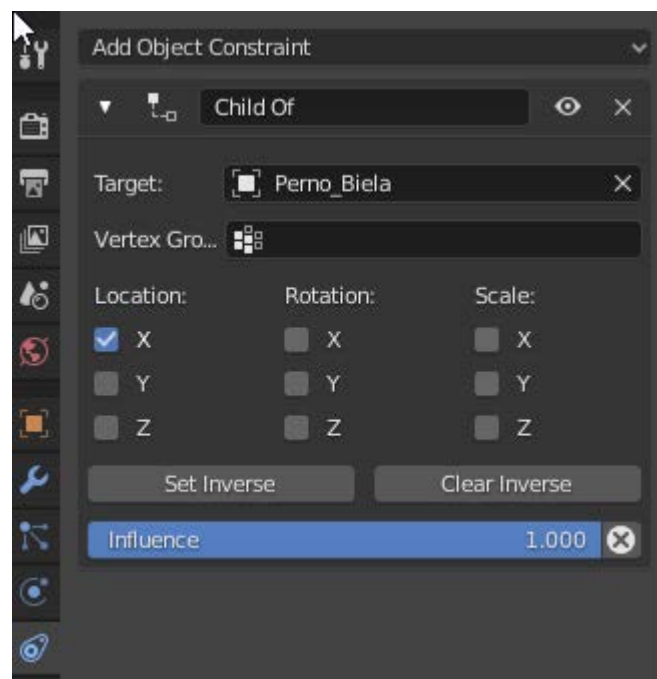 Add Object Constraint
Child Of
Target: Perno_Biela
Vertex Gro...
Location: Rotation: Scale:
X X X
Y Y Y
Z Z Z
Set Inverse Clear Inverse
Influence 1.000